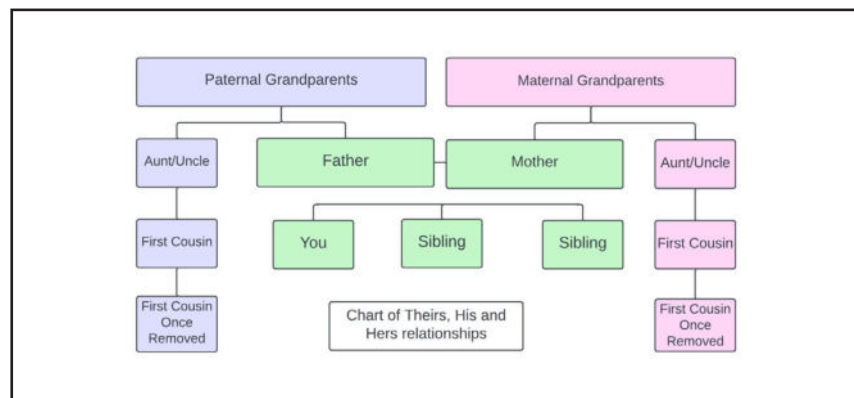 Paternal Grandparents
Maternal Grandparents
Aunt/Uncle
Father
Mother
Aunt/Uncle
First Cousin
You
Sibling
Sibling
First Cousin
First Cousin
Once
Removed
Chart of Theirs, His and
Hers relationships
First Cousin
Once
Removed